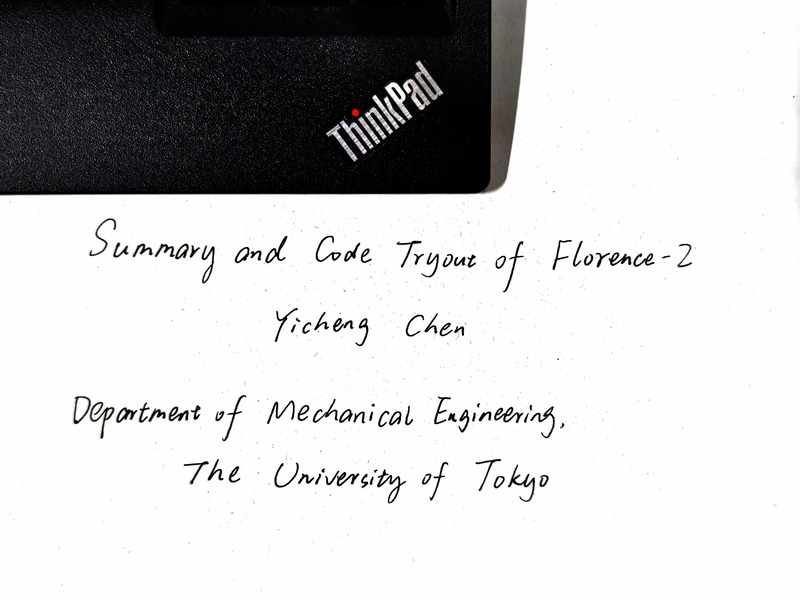 ThinkPad
Summary and Code Tryout of Florence-2
Yicheng Chen
Department of Mechanical Engineering,
The University of Tokyo